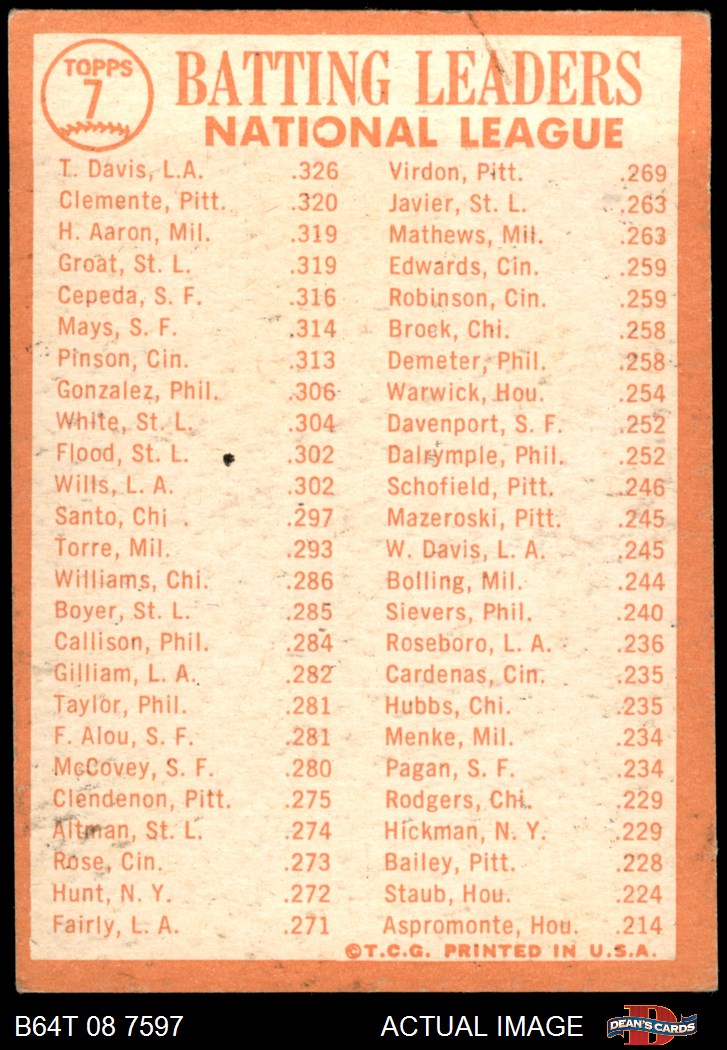 TOPPS
7
BATTING LEADERS
NATIONAL LEAGUE
T. Davis, L.A. .326
Clemente, Pitt. .320
H. Aaron, Mil. .319
Groat, St. L. .319
Cepeda, S. F. .316
Mays, S. F. .314
Pinson, Cin. .313
Gonzalez, Phil. .306
White, St. L. .304
Flood, St. L. .302
Wills, L. A. .302
Santo, Chi . .297
Torre, Mil. .293
Williams, Chi. .286
Boyer, St. L. .285
Callison, Phil. .284
Gilliam, L. A. .282
Taylor, Phil. .281
F. Alou, S. F. .281
McCovey, S. F. .280
Clendenon, Pitt. .275
Altman, St. L. .274
Rose, Cin. .273
Hunt, N. Y. .272
Fairly, L. A. .271
Virdon, Pitt. .269
Javier, St. L. .263
Mathews, Mil. .263
Edwards, Cin. .259
Robinson, Cin. .259
Brock, Chi. .258
Demeter, Phil. .258
Warwick, Hou. .254
Davenport, S. F. .252
Dalrymple, Phil. .252
Schofield, Pitt. .246
Mazeroski, Pitt. .245
W. Davis, L. A. .245
Bolling, Mil. .244
Sievers, Phil. .240
Roseboro, L. A. .236
Cardenas, Cin. .235
Hubbs, Chi. .235
Menke, Mil. .234
Pagan, S. F. .234
Rodgers, Chi. .229
Hickman, N. Y. .229
Bailey, Pitt. .228
Staub, Hou. .224
Aspromonte, Hou. .214
©T.C.G. PRINTED IN U.S.A.
B64T 08 7597 ACTUAL IMAGE
D
DEAN'S CARDS